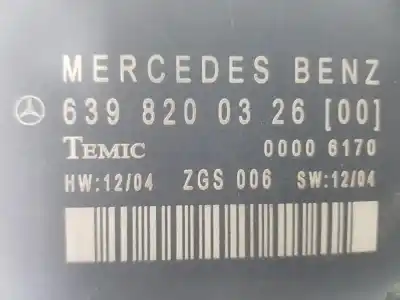 MERCEDES BENZ
639 820 03 26 [00]
TEMIC 0000 6170
HW:12/04 ZGS 006 SW:12/04